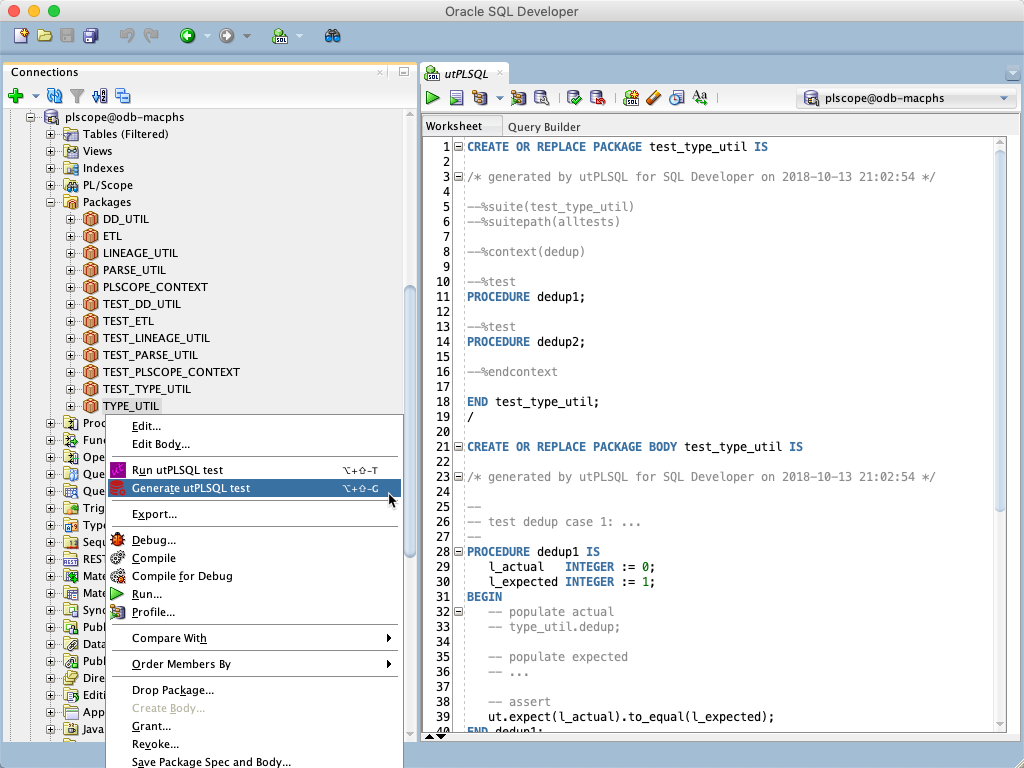 Oracle SQL Developer
Connections
plscope@odb-macphs
Tables (Filtered)
Views
Indexes
PL/Scope
Packages
DD_UTIL
ETL
LINEAGE_UTIL
PARSE_UTIL
PLSCOPE_CONTEXT
TEST_DD_UTIL
TEST_ETL
TEST_LINEAGE_UTIL
TEST_PARSE_UTIL
TEST_PLSCOPE_CONTEXT
TEST_TYPE_UTIL
TYPE_UTIL
Proc
Func
Ope
Que
Que
Trig
Type
Sequ
REST
Mate
Mate
Syno
Publ
Data
Publ
Dire
Editi
App
Java
Edit...
Edit Body...
Run utPLSQL test ⌥+⇧-T
Generate utPLSQL test ⌥+⇧-G
Export...
Debug...
Compile
Compile for Debug
Run...
Profile...
Compare With
Order Members By
Drop Package...
Create Body...
Grant...
Revoke...
Save Package Spec and Body...
utPLSQL
plscope@odb-macphs
Worksheet Query Builder
1 CREATE OR REPLACE PACKAGE test_type_util IS
2
3 /* generated by utPLSQL for SQL Developer on 2018-10-13 21:02:54 */
4
5 --%suite(test_type_util)
6 --%suitepath(alltests)
7
8 --%context(dedup)
9
10 --%test
11 PROCEDURE dedup1;
12
13 --%test
14 PROCEDURE dedup2;
15
16 --%endcontext
17
18 END test_type_util;
19 /
20
21 CREATE OR REPLACE PACKAGE BODY test_type_util IS
22
23 /* generated by utPLSQL for SQL Developer on 2018-10-13 21:02:54 */
24
25 --
26 -- test dedup case 1: ...
27 --
28 PROCEDURE dedup1 IS
29 l_actual INTEGER := 0;
30 l_expected INTEGER := 1;
31 BEGIN
32 -- populate actual
33 -- type_util.dedup;
34
35 -- populate expected
36 -- ...
37
38 -- assert
39 ut.expect(l_actual).to_equal(l_expected);
40 END dedup1;